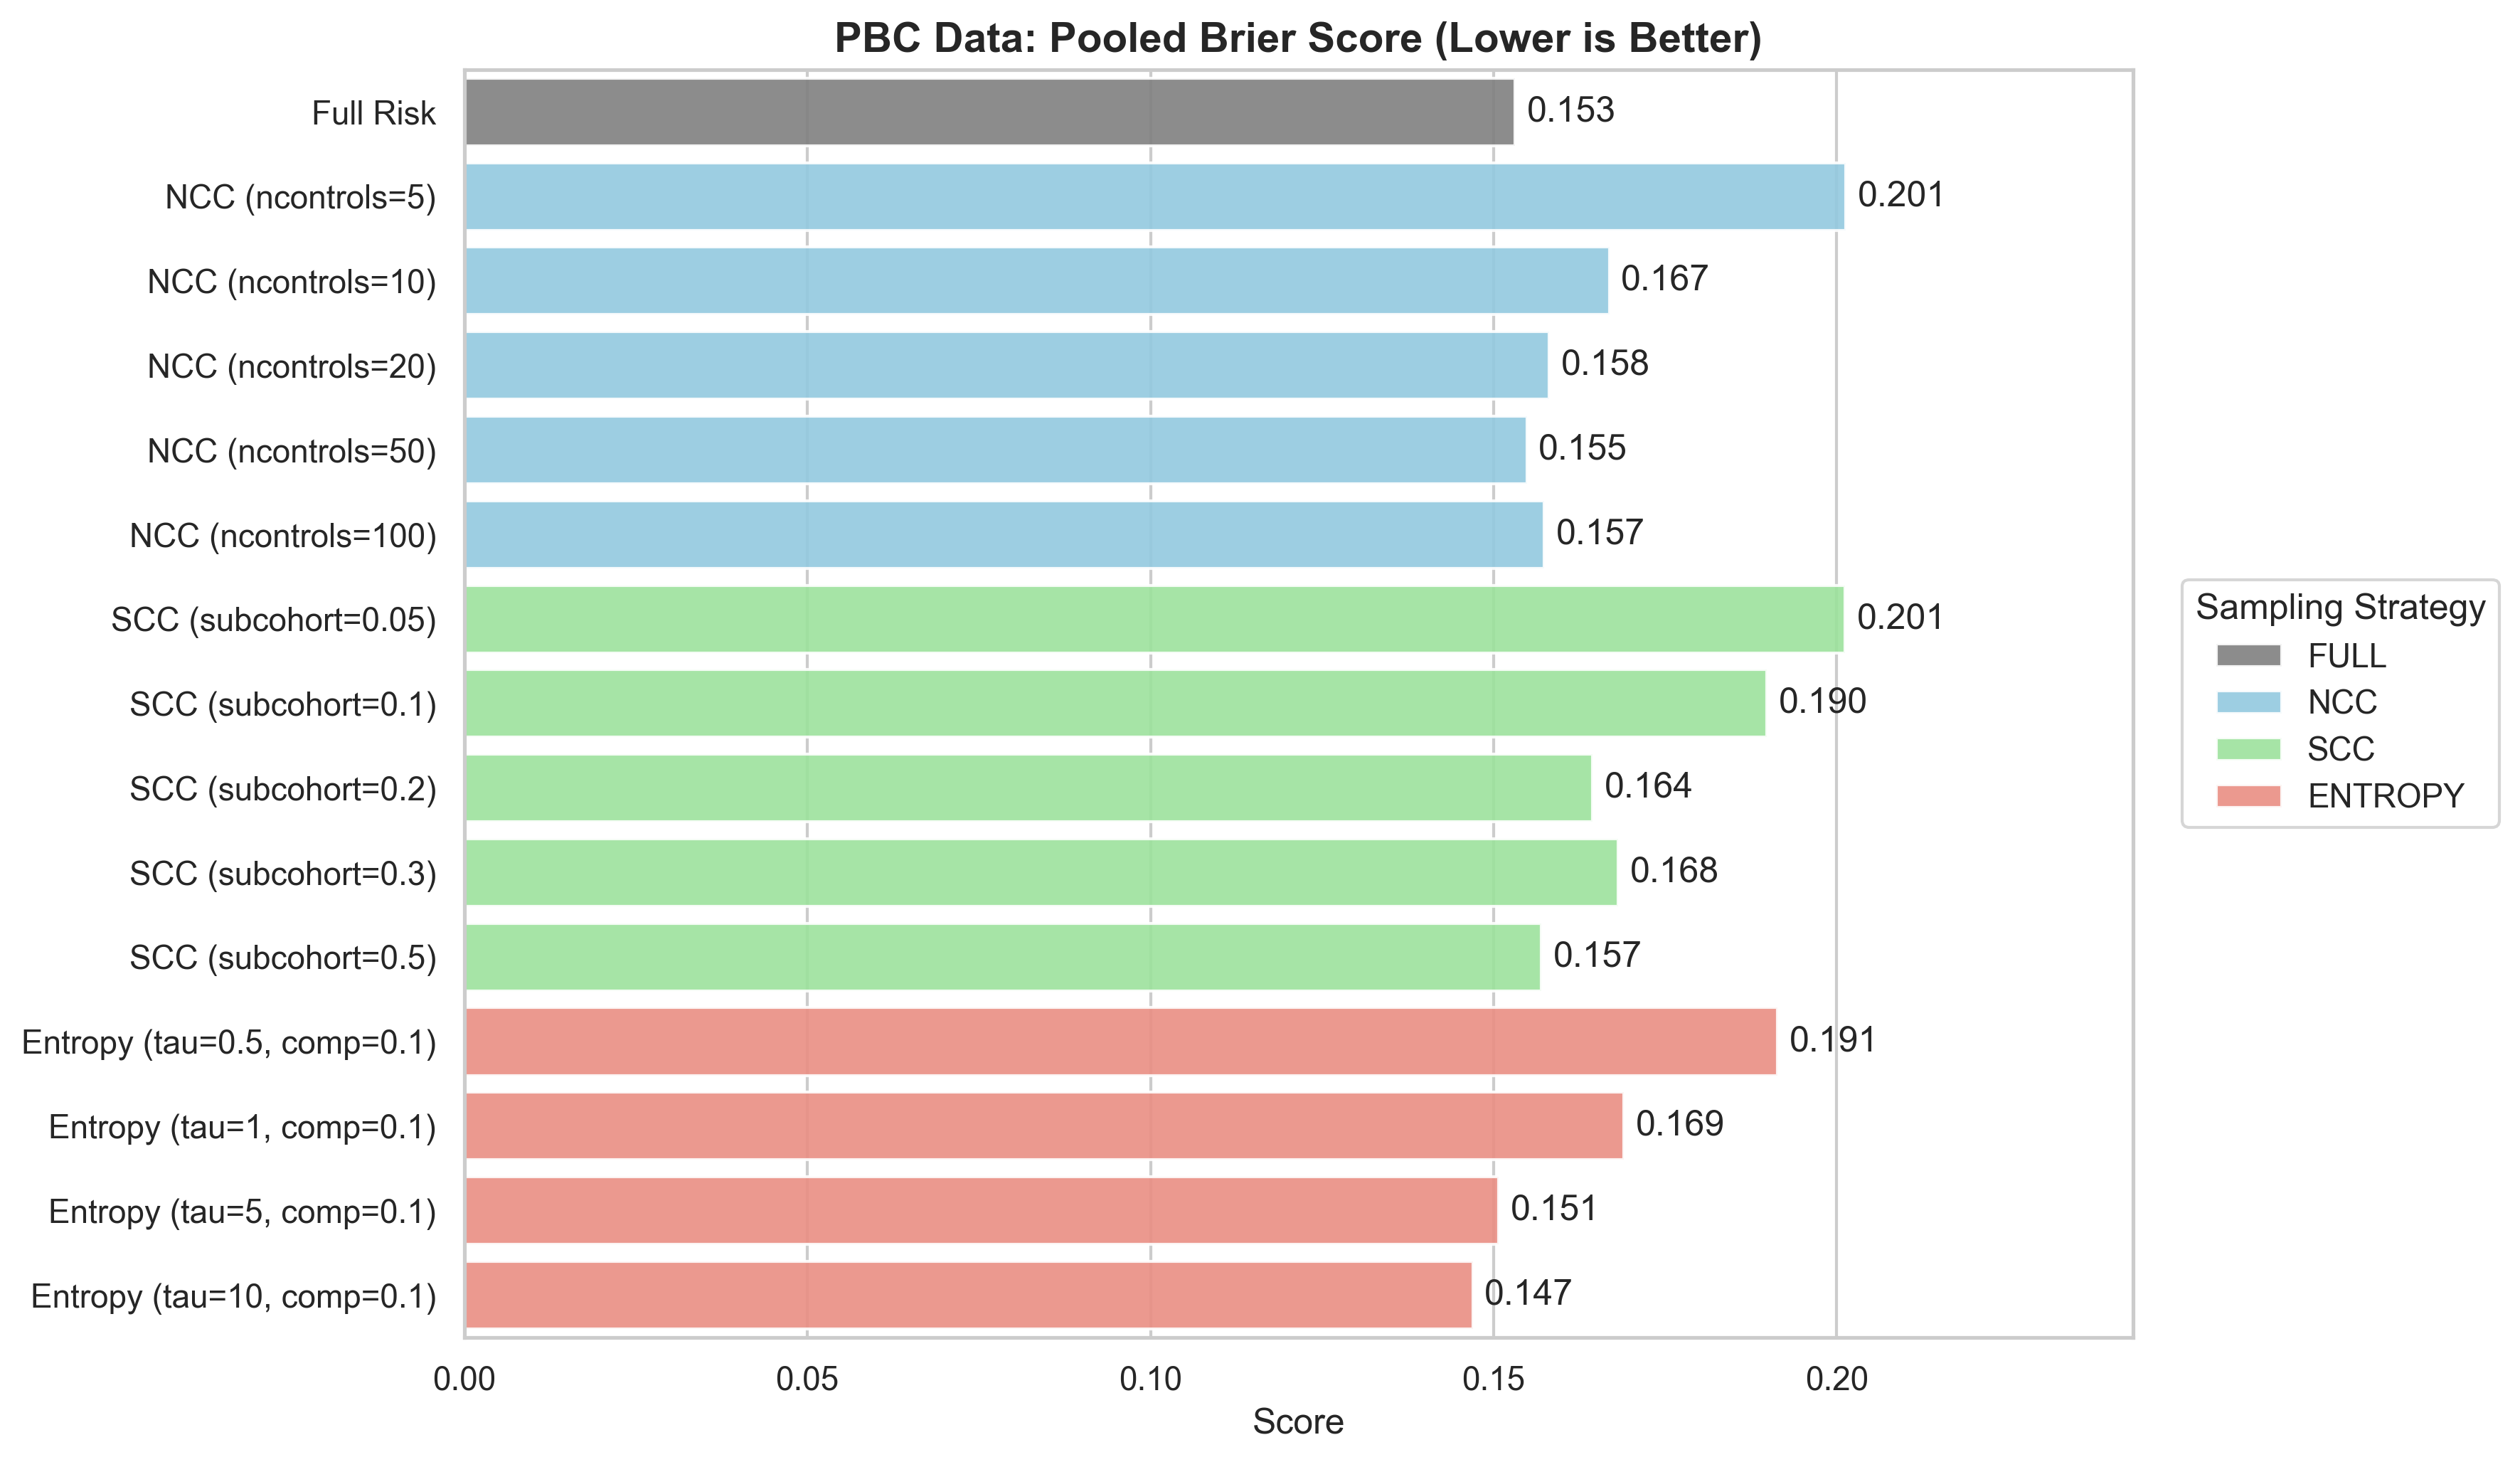 PBC Data: Pooled Brier Score (Lower is Better)
Full Risk 0.153
NCC (ncontrols=5) 0.201
NCC (ncontrols=10) 0.167
NCC (ncontrols=20) 0.158
NCC (ncontrols=50) 0.155
NCC (ncontrols=100) 0.157
SCC (subcohort=0.05) 0.201
SCC (subcohort=0.1) 0.190
SCC (subcohort=0.2) 0.164
SCC (subcohort=0.3) 0.168
SCC (subcohort=0.5) 0.157
Entropy (tau=0.5, comp=0.1) 0.191
Entropy (tau=1, comp=0.1) 0.169
Entropy (tau=5, comp=0.1) 0.151
Entropy (tau=10, comp=0.1) 0.147
0.00 0.05 0.10 0.15 0.20
Score
Sampling Strategy
FULL
NCC
SCC
ENTROPY